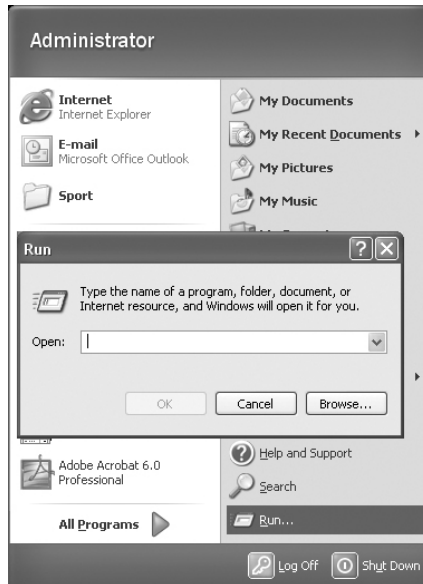 Administrator
Internet
Internet Explorer
E-mail
Microsoft Office Outlook
Sport
My Documents
My Recent Documents
My Pictures
My Music
Run
Type the name of a program, folder, document, or
Internet resource, and Windows will open it for you.
Open:
OK
Cancel
Browse...
Adobe Acrobat 6.0
Professional
All Programs
Help and Support
Search
Run...
Log Off
Shut Down